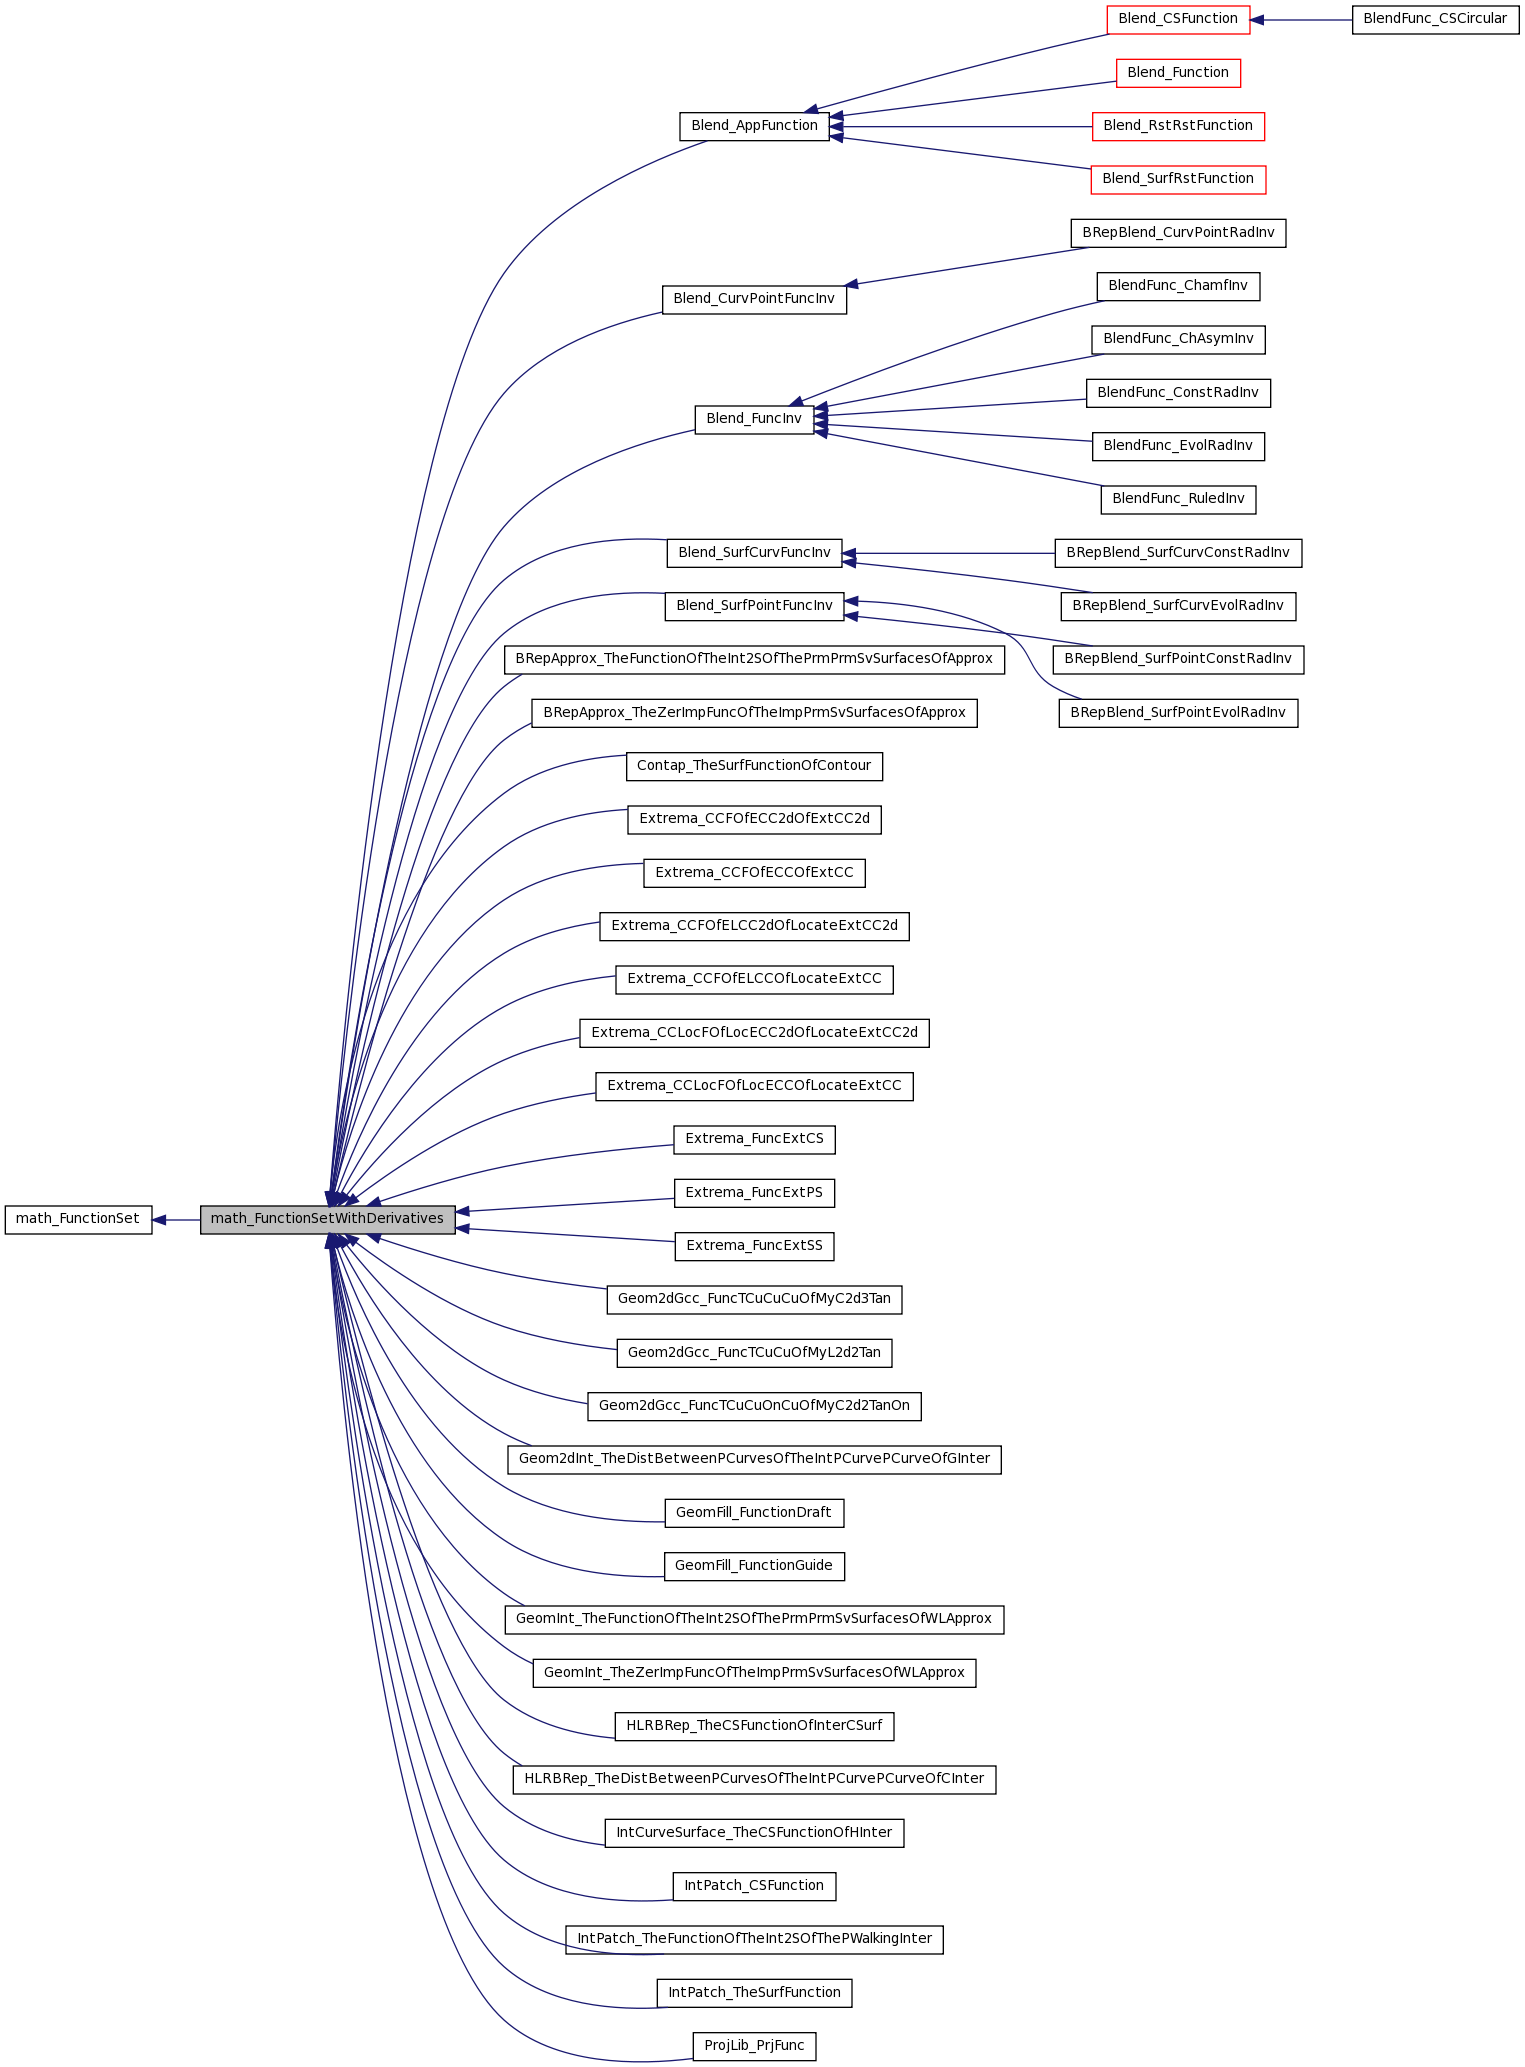 Blend_CSFunction
BlendFunc_CSCircular
Blend_Function
Blend_AppFunction
Blend_RstRstFunction
Blend_SurfRstFunction
BRepBlend_CurvPointRadInv
Blend_CurvPointFuncInv
BlendFunc_ChamfInv
BlendFunc_ChAsymInv
BlendFunc_ConstRadInv
Blend_FuncInv
BlendFunc_EvolRadInv
BlendFunc_RuledInv
Blend_SurfCurvFuncInv
BRepBlend_SurfCurvConstRadInv
Blend_SurfPointFuncInv
BRepBlend_SurfCurvEvolRadInv
BRepApprox_TheFunctionOfTheInt2SOfThePrmPrmSvSurfacesOfApprox
BRepBlend_SurfPointConstRadInv
BRepApprox_TheZerImpFuncOfTheImpPrmSvSurfacesOfApprox
BRepBlend_SurfPointEvolRadInv
Contap_TheSurfFunctionOfContour
Extrema_CCFOfECC2dOfExtCC2d
Extrema_CCFOfECCOfExtCC
Extrema_CCFOfELCC2dOfLocateExtCC2d
Extrema_CCFOfELCCOfLocateExtCC
Extrema_CCLocFOfLocECC2dOfLocateExtCC2d
Extrema_CCLocFOfLocECCOfLocateExtCC
Extrema_FuncExtCS
Extrema_FuncExtPS
math_FunctionSet
math_FunctionSetWithDerivatives
Extrema_FuncExtSS
Geom2dGcc_FuncTCuCuCuOfMyC2d3Tan
Geom2dGcc_FuncTCuCuOfMyL2d2Tan
Geom2dGcc_FuncTCuCuOnCuOfMyC2d2TanOn
Geom2dInt_TheDistBetweenPCurvesOfTheIntPCurvePCurveOfGInter
GeomFill_FunctionDraft
GeomFill_FunctionGuide
GeomInt_TheFunctionOfTheInt2SOfThePrmPrmSvSurfacesOfWLApprox
GeomInt_TheZerImpFuncOfTheImpPrmSvSurfacesOfWLApprox
HLRBRep_TheCSFunctionOfInterCSurf
HLRBRep_TheDistBetweenPCurvesOfTheIntPCurvePCurveOfCInter
IntCurveSurface_TheCSFunctionOfHInter
IntPatch_CSFunction
IntPatch_TheFunctionOfTheInt2SOfThePWalkingInter
IntPatch_TheSurfFunction
ProjLib_PrjFunc